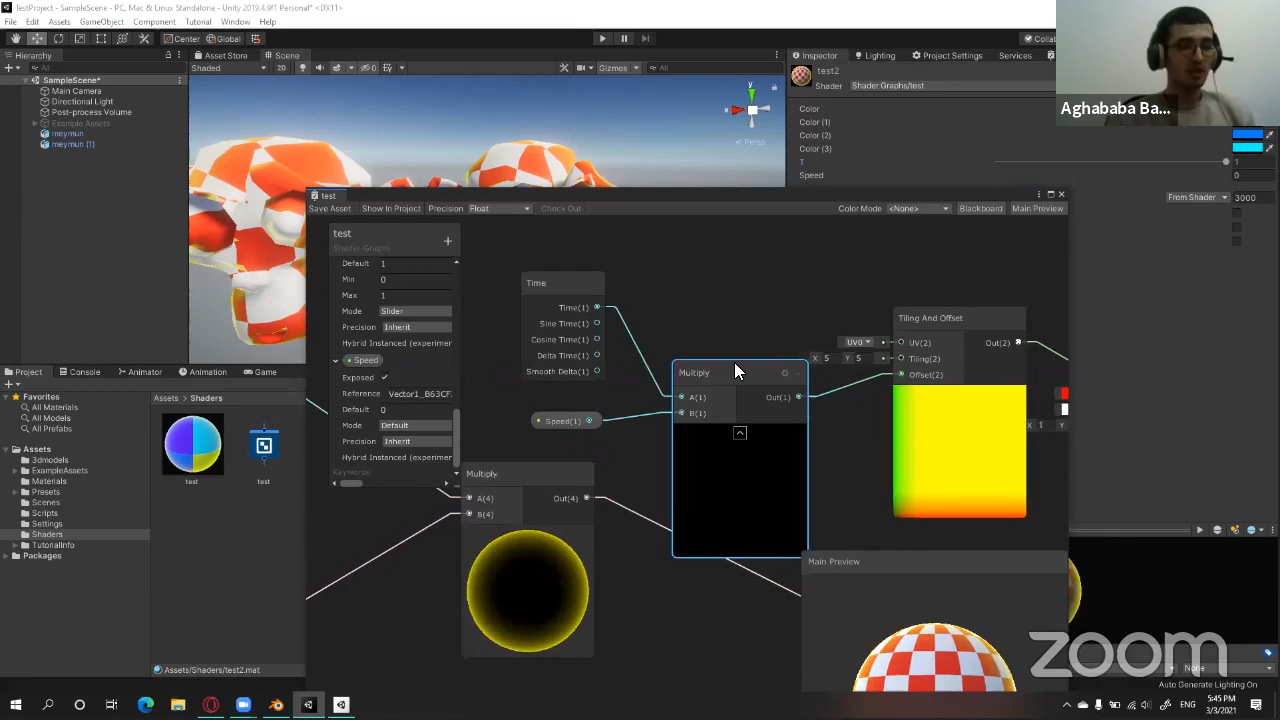 TestProject - SampleScene - PC, Mac & Linux Standalone - Unity 2019.4.9f1 Personal* <DX11>
File Edit Assets GameObject Component Tutorial Window Help
Center Global Collab
Hierarchy
All
SampleScene*
Main Camera
Directional Light
Post-process Volume
Example Assets
meymun
meymun (1)
Asset Store Scene
Shaded 2D 0 Gizmos All
y
x
Persp
Inspector Lighting Project Settings Services
test2
Shader Shader Graphs/test
Color
Color (1)
Color (2)
Color (3)
T 1
Speed 0
From Shader 3000
Aghababa Ba...
test
Save Asset Show In Project Precision Float Check Out Color Mode <None> Blackboard Main Preview
test
Shader Graphs
Default 1
Min 0
Max 1
Mode Slider
Precision Inherit
Hybrid Instanced (experimer
Speed
Exposed
Reference Vector1_B63CF
Default 0
Mode Default
Precision Inherit
Hybrid Instanced (experimer
Keywords
Time
Time(1)
Sine Time(1)
Cosine Time(1)
Delta Time(1)
Smooth Delta(1)
Speed(1)
Multiply
A(1) Out(1)
B(1)
Multiply
A(4) Out(4)
B(4)
Tiling And Offset
UV0 UV(2) Out(2)
X 5 Y 5 Tiling(2)
Offset(2)
X 1 Y
Main Preview
Project Console Animator Animation Game
Favorites
All Materials
All Models
All Prefabs
Assets
3dmodels
ExampleAssets
Materials
Presets
Scenes
Scripts
Settings
Shaders
TutorialInfo
Packages
Assets > Shaders
test
test
Assets/Shaders/test2.mat
None
Auto Generate Lighting On
zoom
ENG
5:45 PM
3/3/2021